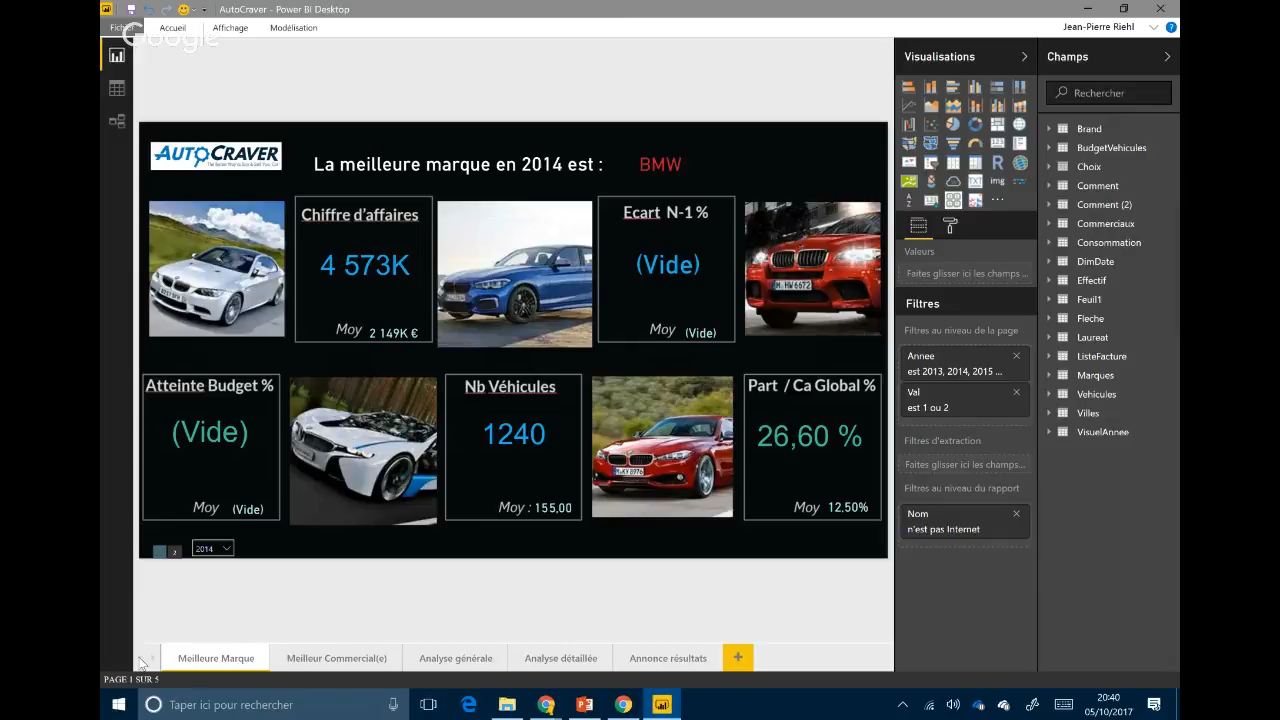 AutoCraver - Power BI Desktop
Fichier
Accueil
Affichage
Modélisation
Jean-Pierre Riehl
Google
Visualisations
Champs
Rechercher
AUTOCRAVER
La meilleure marque en 2014 est :
BMW
Chiffre d'affaires
4 573K
Moy
2 149K €
Ecart N-1 %
(Vide)
Moy
(Vide)
M HW 6672
Atteinte Budget %
(Vide)
Moy
(Vide)
Nb Véhicules
1240
Moy :
155,00
Part / Ca Global %
26,60 %
Moy
12.50%
2
2014
Valeurs
Faites glisser ici les champs ...
Filtres
Filtres au niveau de la page
Annee
est 2013, 2014, 2015 ...
Val
est 1 ou 2
Filtres d'extraction
Faites glisser ici les champs...
Filtres au niveau du rapport
Nom
n'est pas Internet
Brand
BudgetVehicules
Choix
Comment
Comment (2)
Commerciaux
Consommation
DimDate
Effectif
Feuil1
Fleche
Laureat
ListeFacture
Marques
Vehicules
Villes
VisuelAnnee
Meilleure Marque
Meilleur Commercial(e)
Analyse générale
Analyse détaillée
Annonce résultats
+
PAGE 1 SUR 5
Taper ici pour rechercher
20:40
05/10/2017